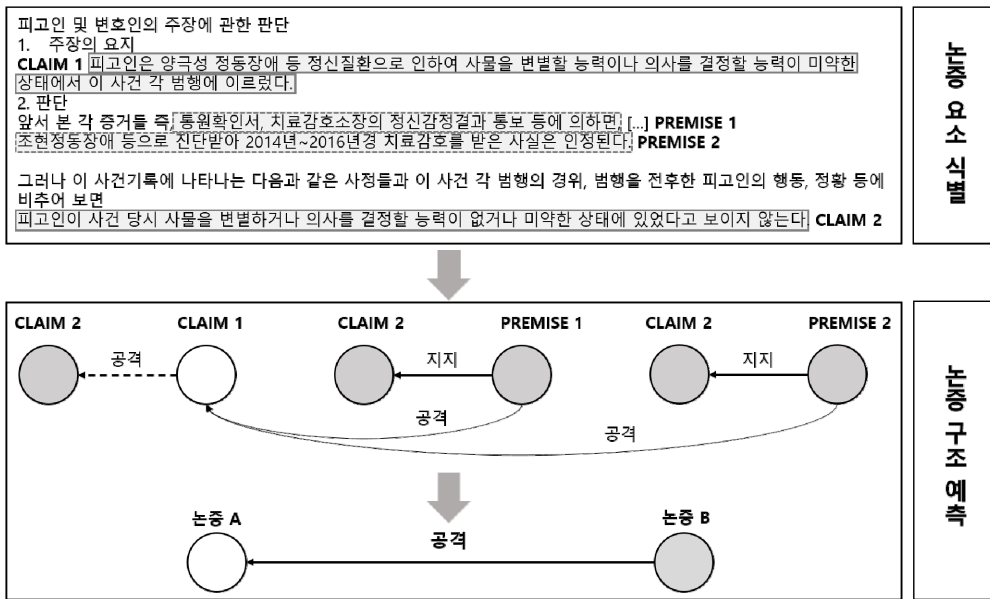 피고인 및 변호인의 주장에 관한 판단
1. 주장의 요지
CLAIM 1 피고인은 양극성 정동장애 등 정신질환으로 인하여 사물을 변별할 능력이나 의사를 결정할 능력이 미약한
상태에서 이 사건 각 범행에 이르렀다.
2. 판단
앞서 본 각 증거들 즉, 통원확인서, 치료감호소장의 정신감정결과 통보 등에 의하면, [...] PREMISE 1
조현정동장애 등으로 진단받아 2014년~2016년경 치료감호를 받은 사실은 인정된다. PREMISE 2
그러나 이 사건기록에 나타나는 다음과 같은 사정들과 이 사건 각 범행의 경위, 범행을 전후한 피고인의 행동, 정황 등에
비추어 보면
피고인이 사건 당시 사물을 변별하거나 의사를 결정할 능력이 없거나 미약한 상태에 있었다고 보이지 않는다. CLAIM 2
논증 요소 식별
CLAIM 2 CLAIM 1 CLAIM 2 PREMISE 1 CLAIM 2 PREMISE 2
공격 지지 지지
공격
공격
논증 A 논증 B
공격
논증 구조 예측